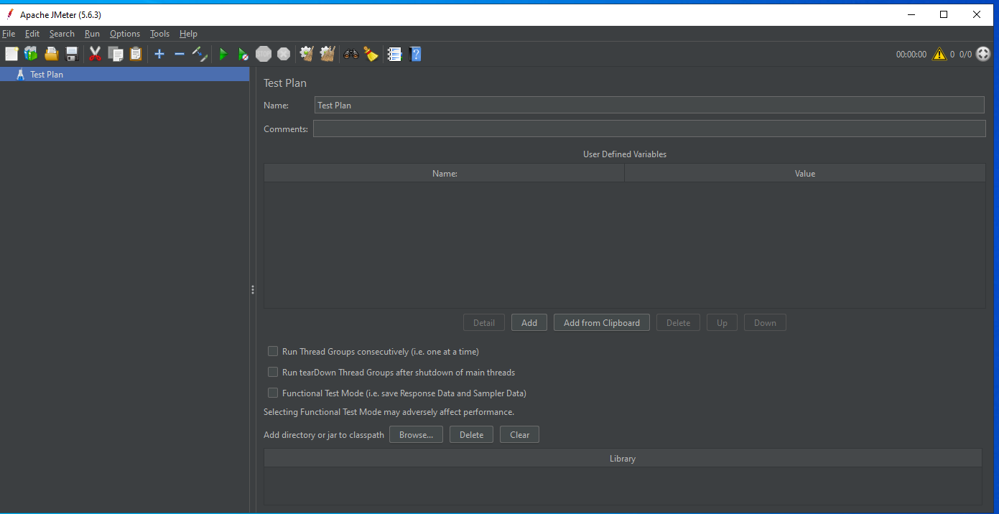 Apache JMeter (5.6.3)
File Edit Search Run Options Tools Help
STOP 00:00:00 0 0/0
Test Plan
Test Plan
Name: Test Plan
Comments:
User Defined Variables
Name: Value
Detail Add Add from Clipboard Delete Up Down
Run Thread Groups consecutively (i.e. one at a time)
Run tearDown Thread Groups after shutdown of main threads
Functional Test Mode (i.e. save Response Data and Sampler Data)
Selecting Functional Test Mode may adversely affect performance.
Add directory or jar to classpath Browse... Delete Clear
Library